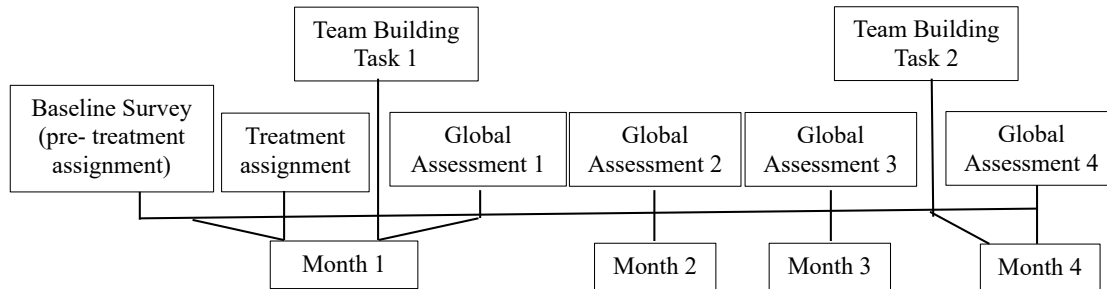 Team Building
Task 1
Team Building
Task 2
Baseline Survey
(pre- treatment
assignment)
Treatment
assignment
Global
Assessment 1
Global
Assessment 2
Global
Assessment 3
Global
Assessment 4
Month 1
Month 2
Month 3
Month 4